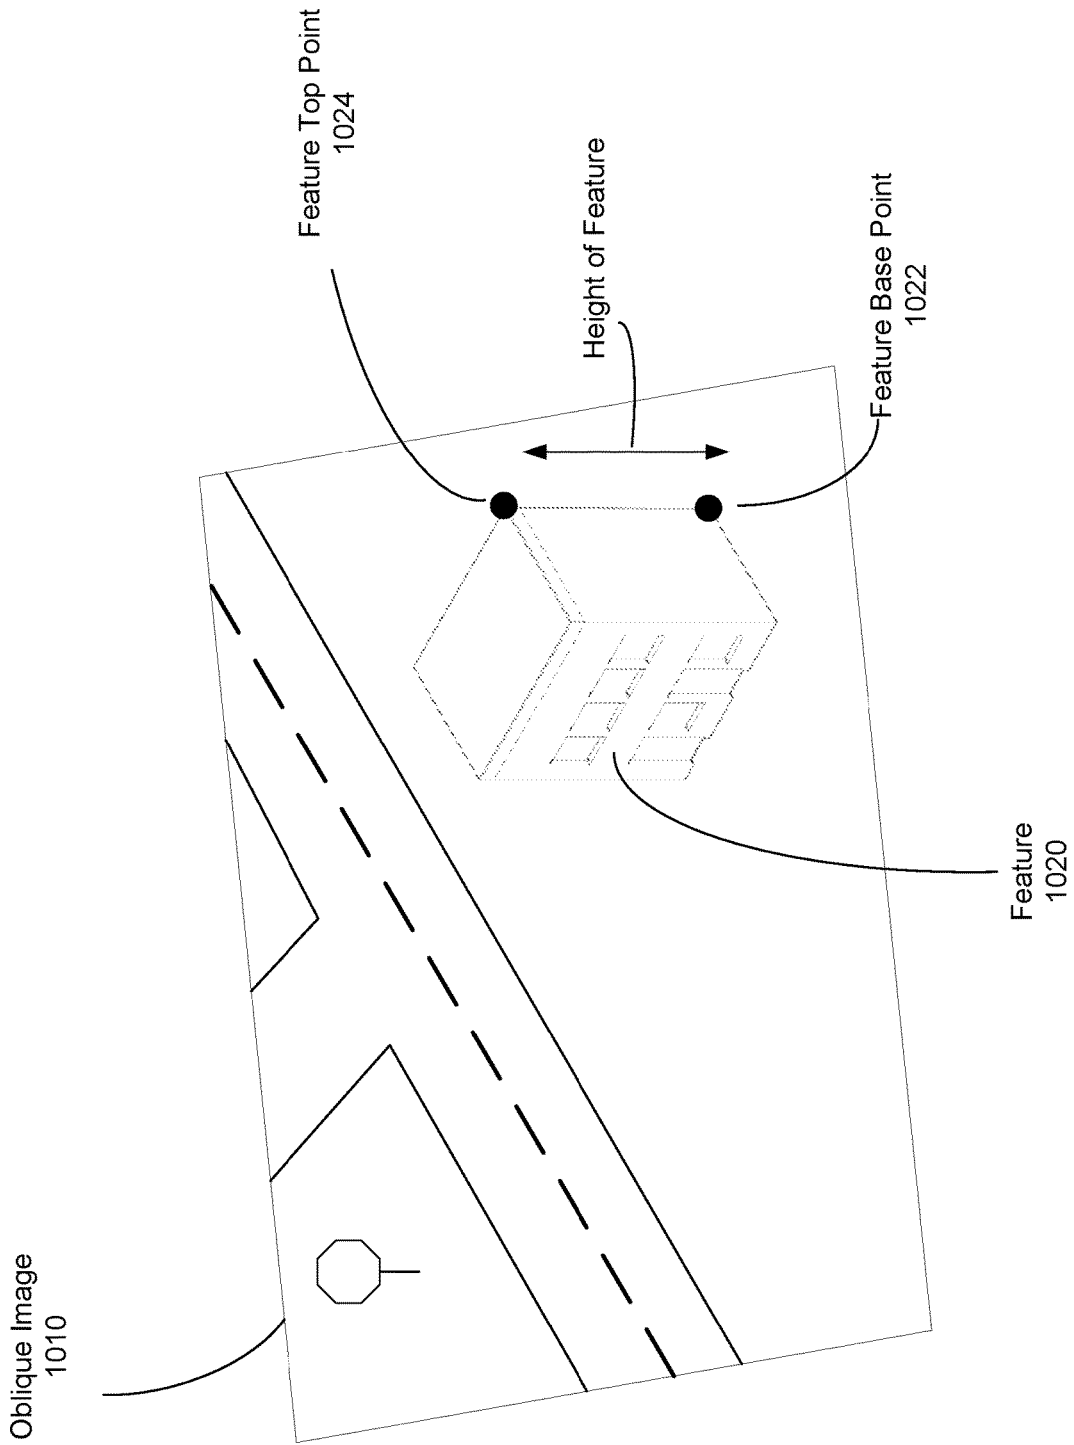 Oblique Image
1010
Feature Top Point
1024
Height of Feature
Feature Base Point
1022
Feature
1020